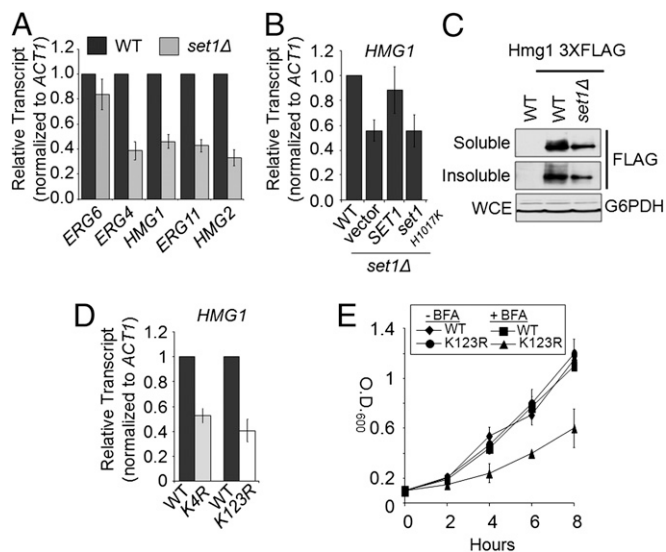 A
WT
set1Δ
Relative Transcript
(normalized to ACT1)
1.2
1.0
0.8
0.6
0.4
0.2
0
ERG6
ERG4
HMG1
ERG11
HMG2
B
HMG1
Relative Transcript
(normalized to ACT1)
1.2
1.0
0.8
0.6
0.4
0.2
0
WT
vector
SET1
set1
H1017K
set1Δ
C
Hmg1 3XFLAG
WT
WT
set1Δ
Soluble
Insoluble
FLAG
WCE
G6PDH
D
HMG1
Relative Transcript
(normalized to ACT1)
1.2
1.0
0.8
0.6
0.4
0.2
0
WT
K4R
WT
K123R
E
- BFA
+ BFA
WT
WT
K123R
K123R
O.D.600
1.4
1
0.6
0.2
0
2
4
6
8
Hours